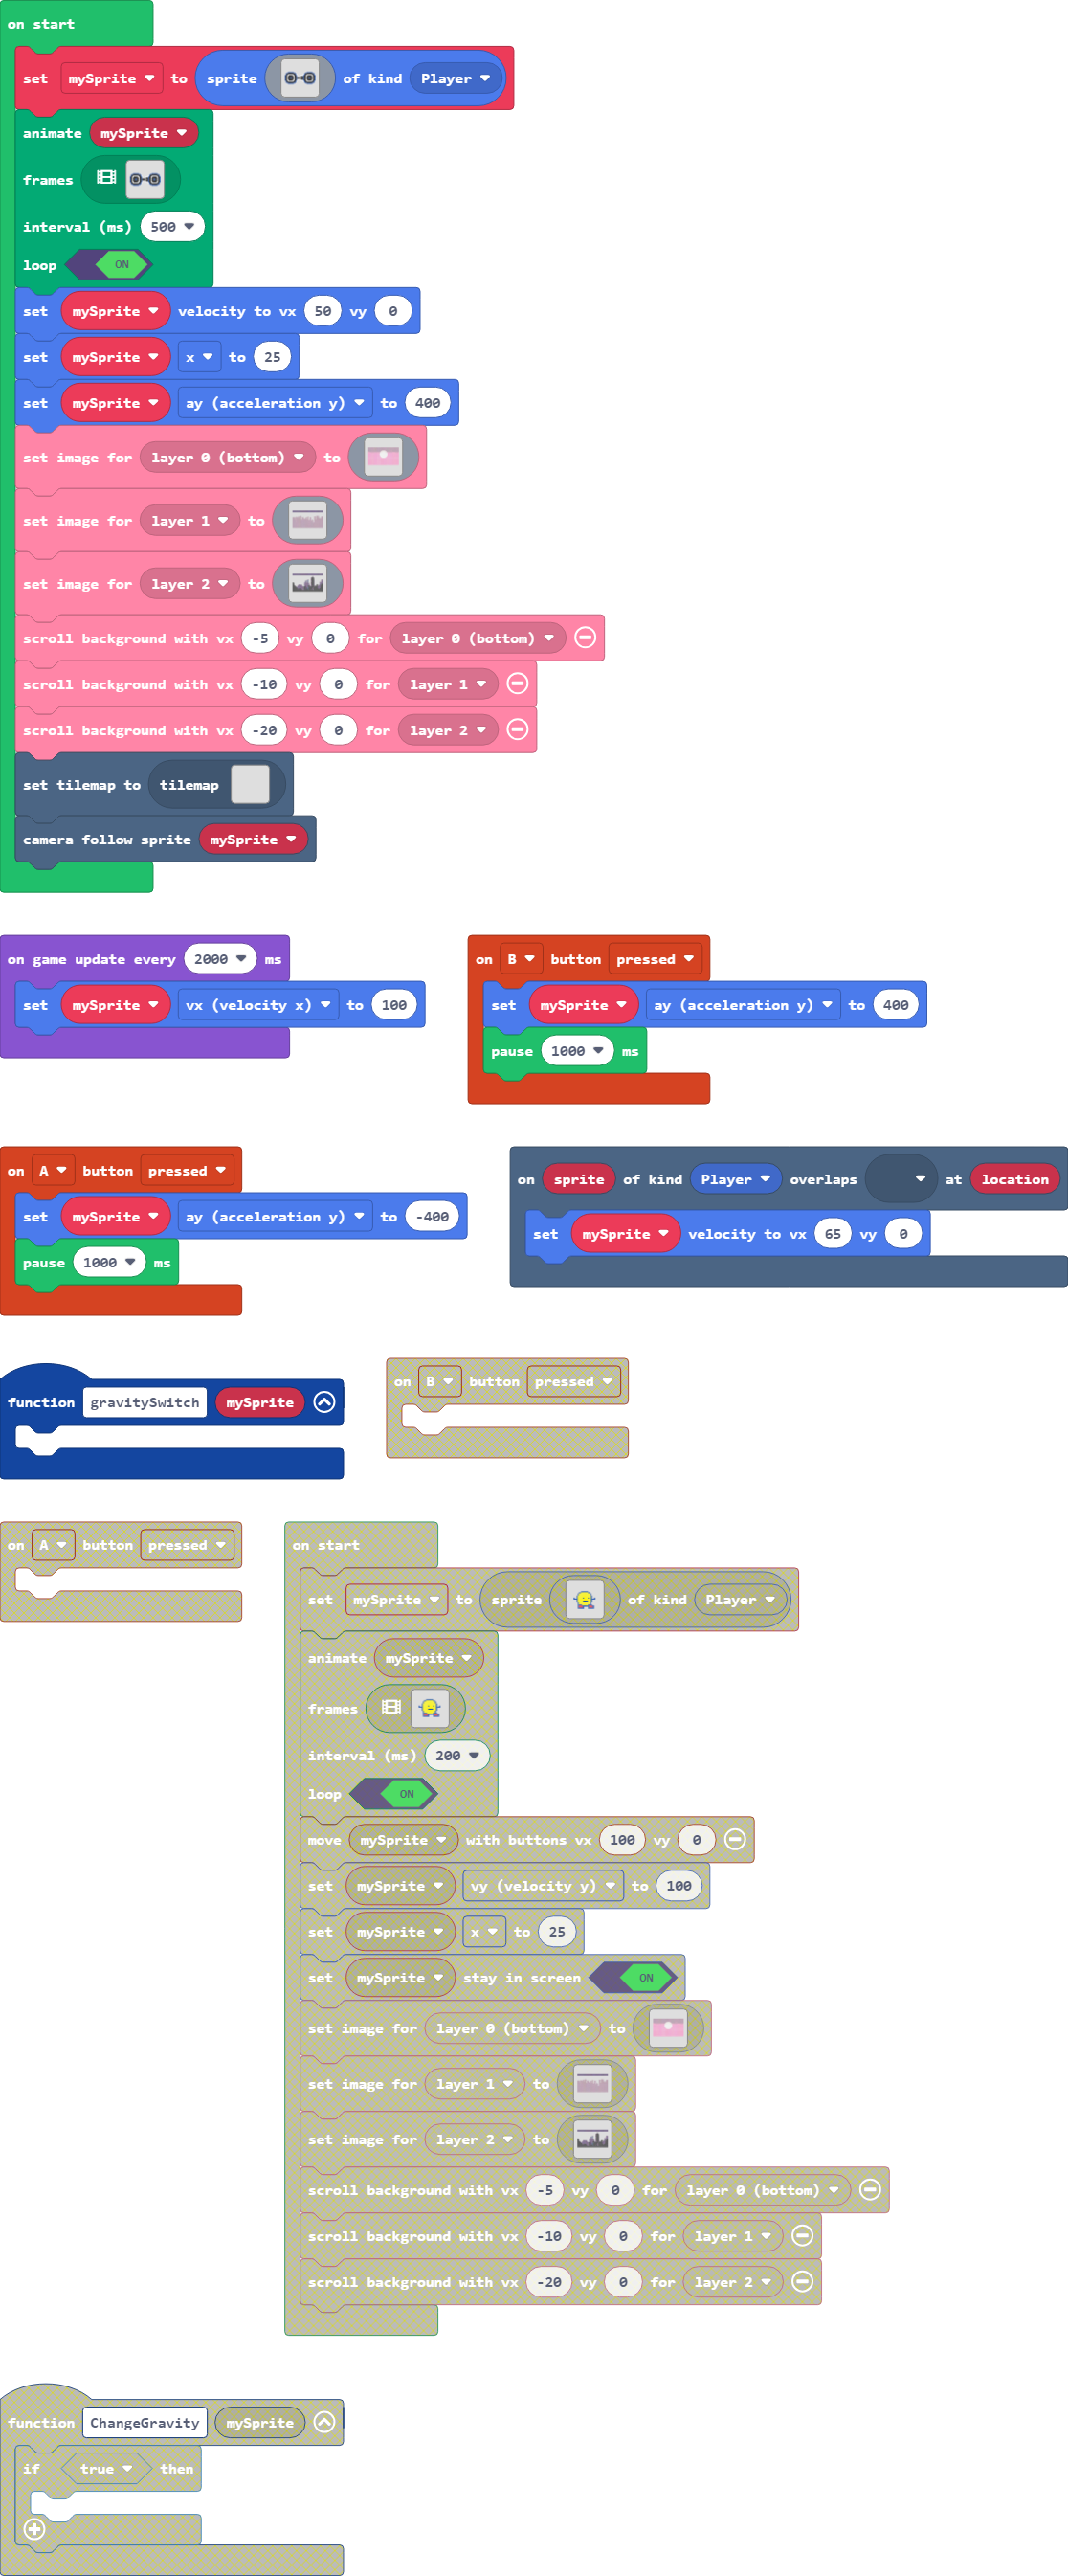 on start
set mySprite to sprite of kind Player
animate mySprite
frames
interval (ms) 500
loop ON
set mySprite velocity to vx 50 vy 0
set mySprite x to 25
set mySprite ay (acceleration y) to 400
set image for layer 0 (bottom) to
set image for layer 1 to
set image for layer 2 to
scroll background with vx -5 vy 0 for layer 0 (bottom)
scroll background with vx -10 vy 0 for layer 1
scroll background with vx -20 vy 0 for layer 2
set tilemap to tilemap
camera follow sprite mySprite
on game update every 2000 ms
set mySprite vx (velocity x) to 100
on B button pressed
set mySprite ay (acceleration y) to 400
pause 1000 ms
on A button pressed
set mySprite ay (acceleration y) to -400
pause 1000 ms
on sprite of kind Player overlaps at location
set mySprite velocity to vx 65 vy 0
function gravitySwitch mySprite
on B button pressed
on A button pressed
on start
set mySprite to sprite of kind Player
animate mySprite
frames
interval (ms) 200
loop ON
move mySprite with buttons vx 100 vy 0
set mySprite vy (velocity y) to 100
set mySprite x to 25
set mySprite stay in screen ON
set image for layer 0 (bottom) to
set image for layer 1 to
set image for layer 2 to
scroll background with vx -5 vy 0 for layer 0 (bottom)
scroll background with vx -10 vy 0 for layer 1
scroll background with vx -20 vy 0 for layer 2
function ChangeGravity mySprite
if true then